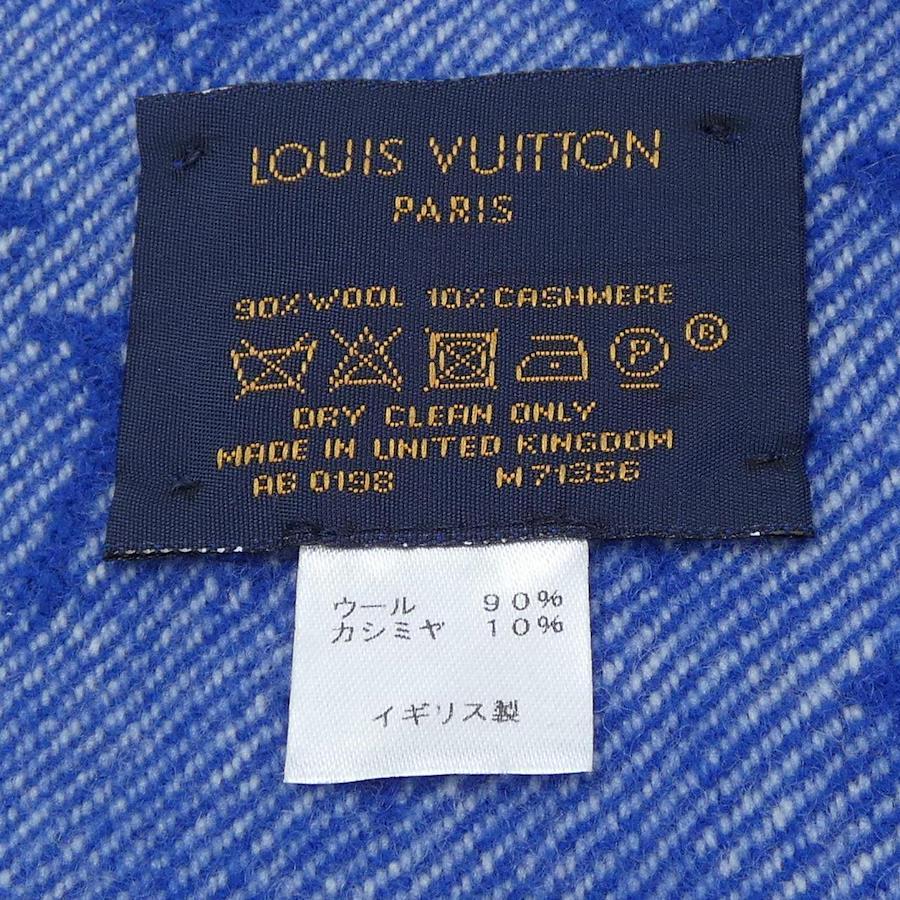 LOUIS VUITTON
PARIS
90% WOOL 10% CASHMERE
P ®
DRY CLEAN ONLY
MADE IN UNITED KINGDOM
AB 0198 M 71356
ウール 90%
カシミヤ 10%
イギリス製